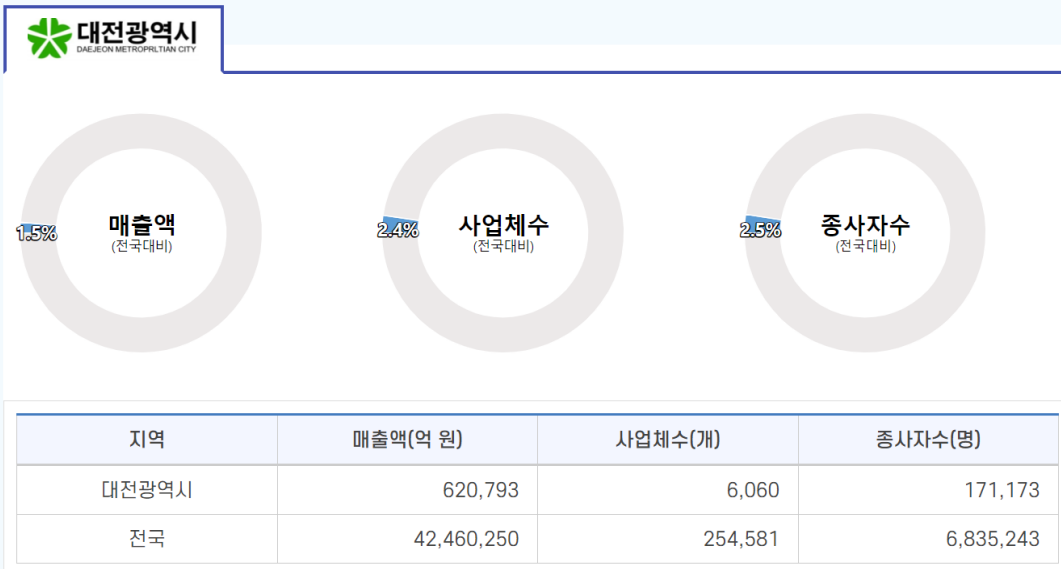 대전광역시
DAEJEON METROPRLTIAN CITY
1.5%
매출액
(전국대비)
2.4%
사업체수
(전국대비)
2.5%
종사자수
(전국대비)
지역 매출액(억 원) 사업체수(개) 종사자수(명)
대전광역시 620,793 6,060 171,173
전국 42,460,250 254,581 6,835,243